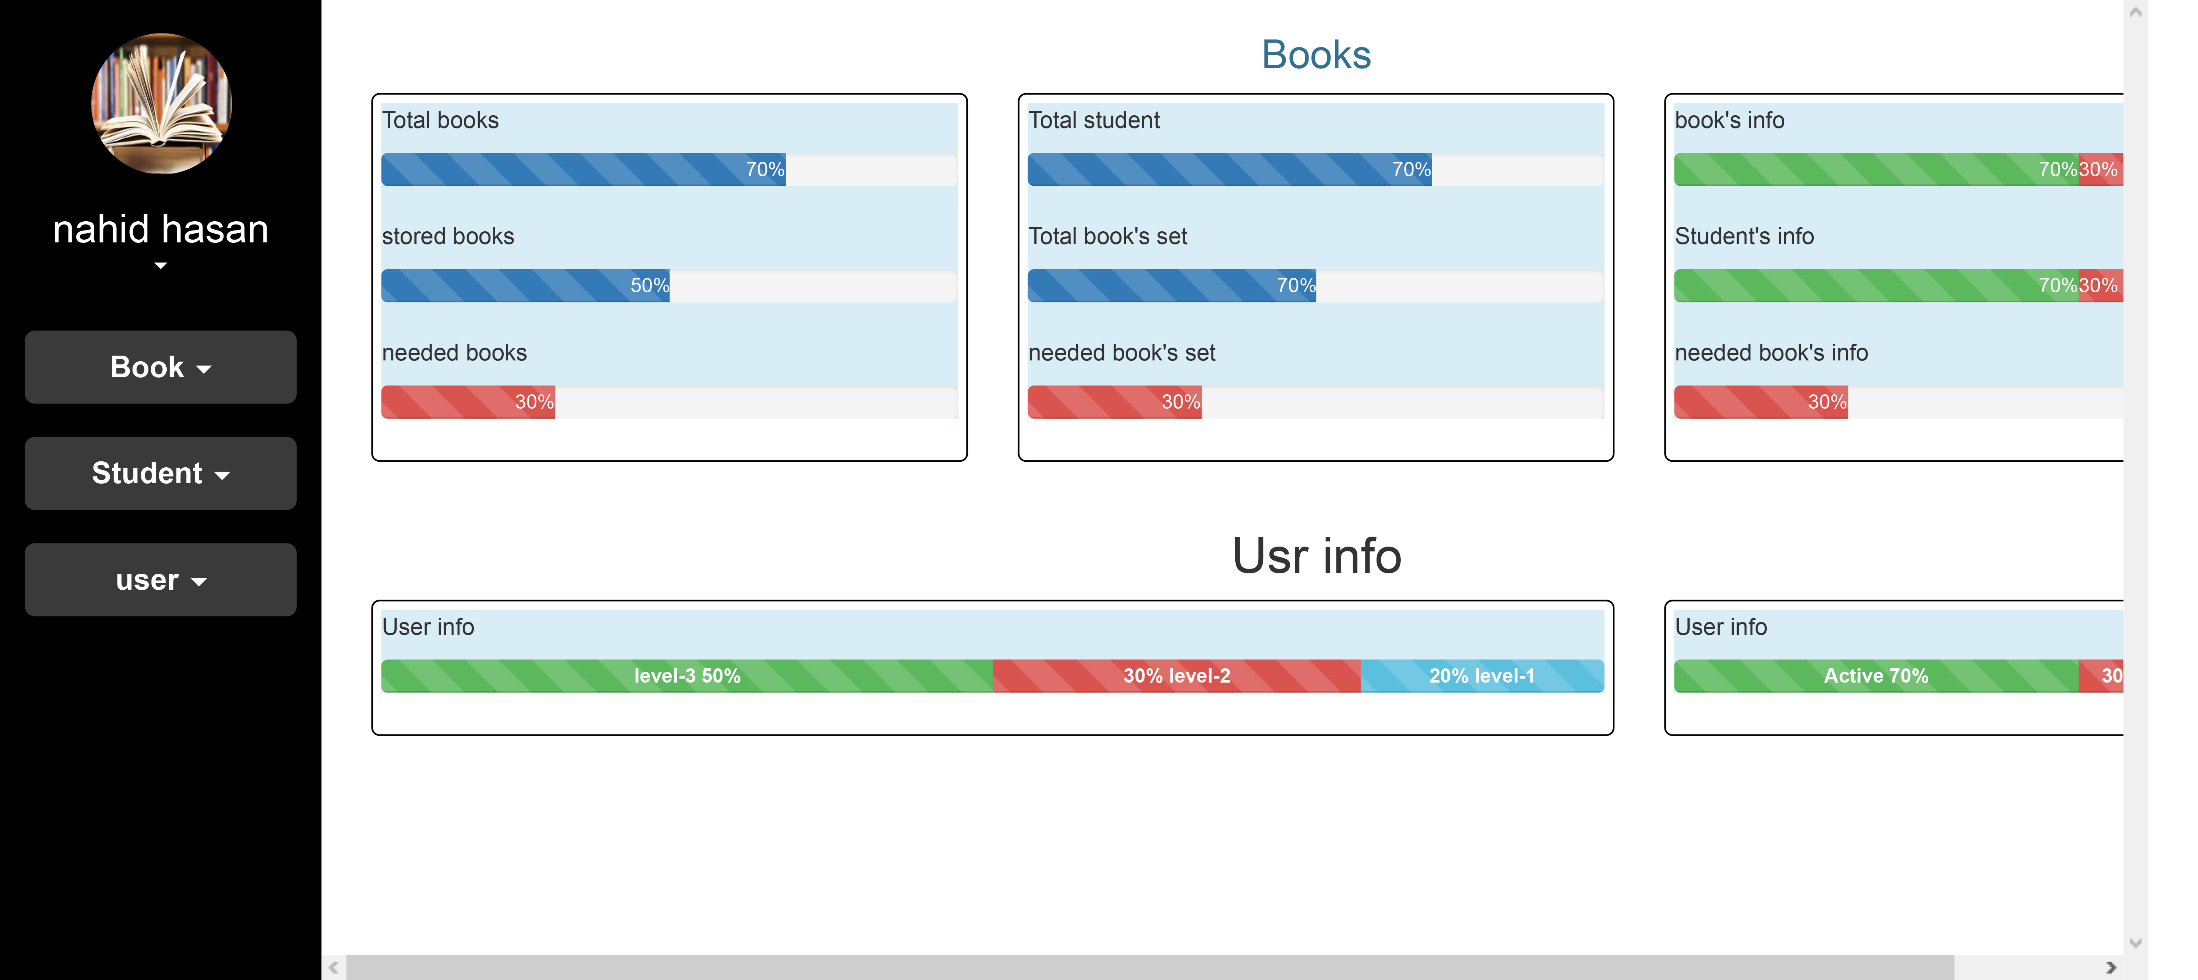 nahid hasan
Book
Student
user
Books
Total books
70%
stored books
50%
needed books
30%
Total student
70%
Total book's set
70%
needed book's set
30%
book's info
70% 30%
Student's info
70% 30%
needed book's info
30%
Usr info
User info
level-3 50% 30% level-2 20% level-1
User info
Active 70% 30